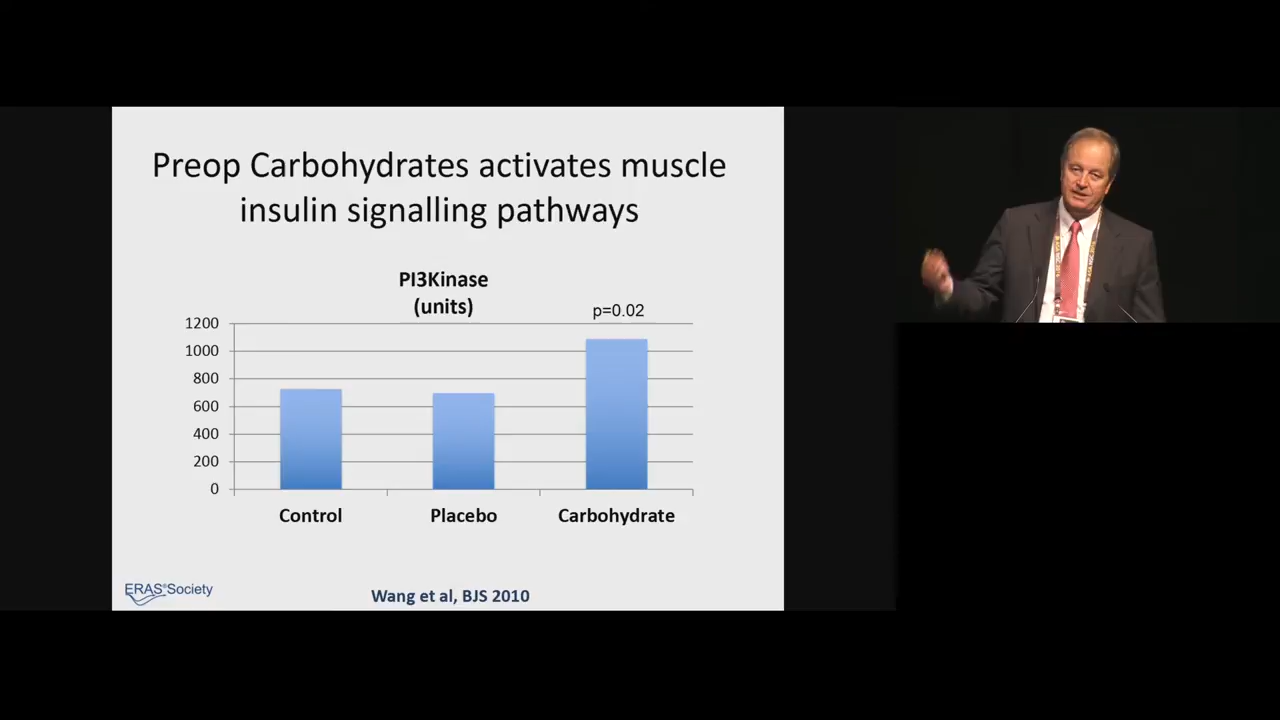 Preop Carbohydrates activates muscle
insulin signalling pathways
PI3Kinase
(units)
p=0.02
1200
1000
800
600
400
200
0
Control
Placebo
Carbohydrate
ERAS®Society
Wang et al, BJS 2010